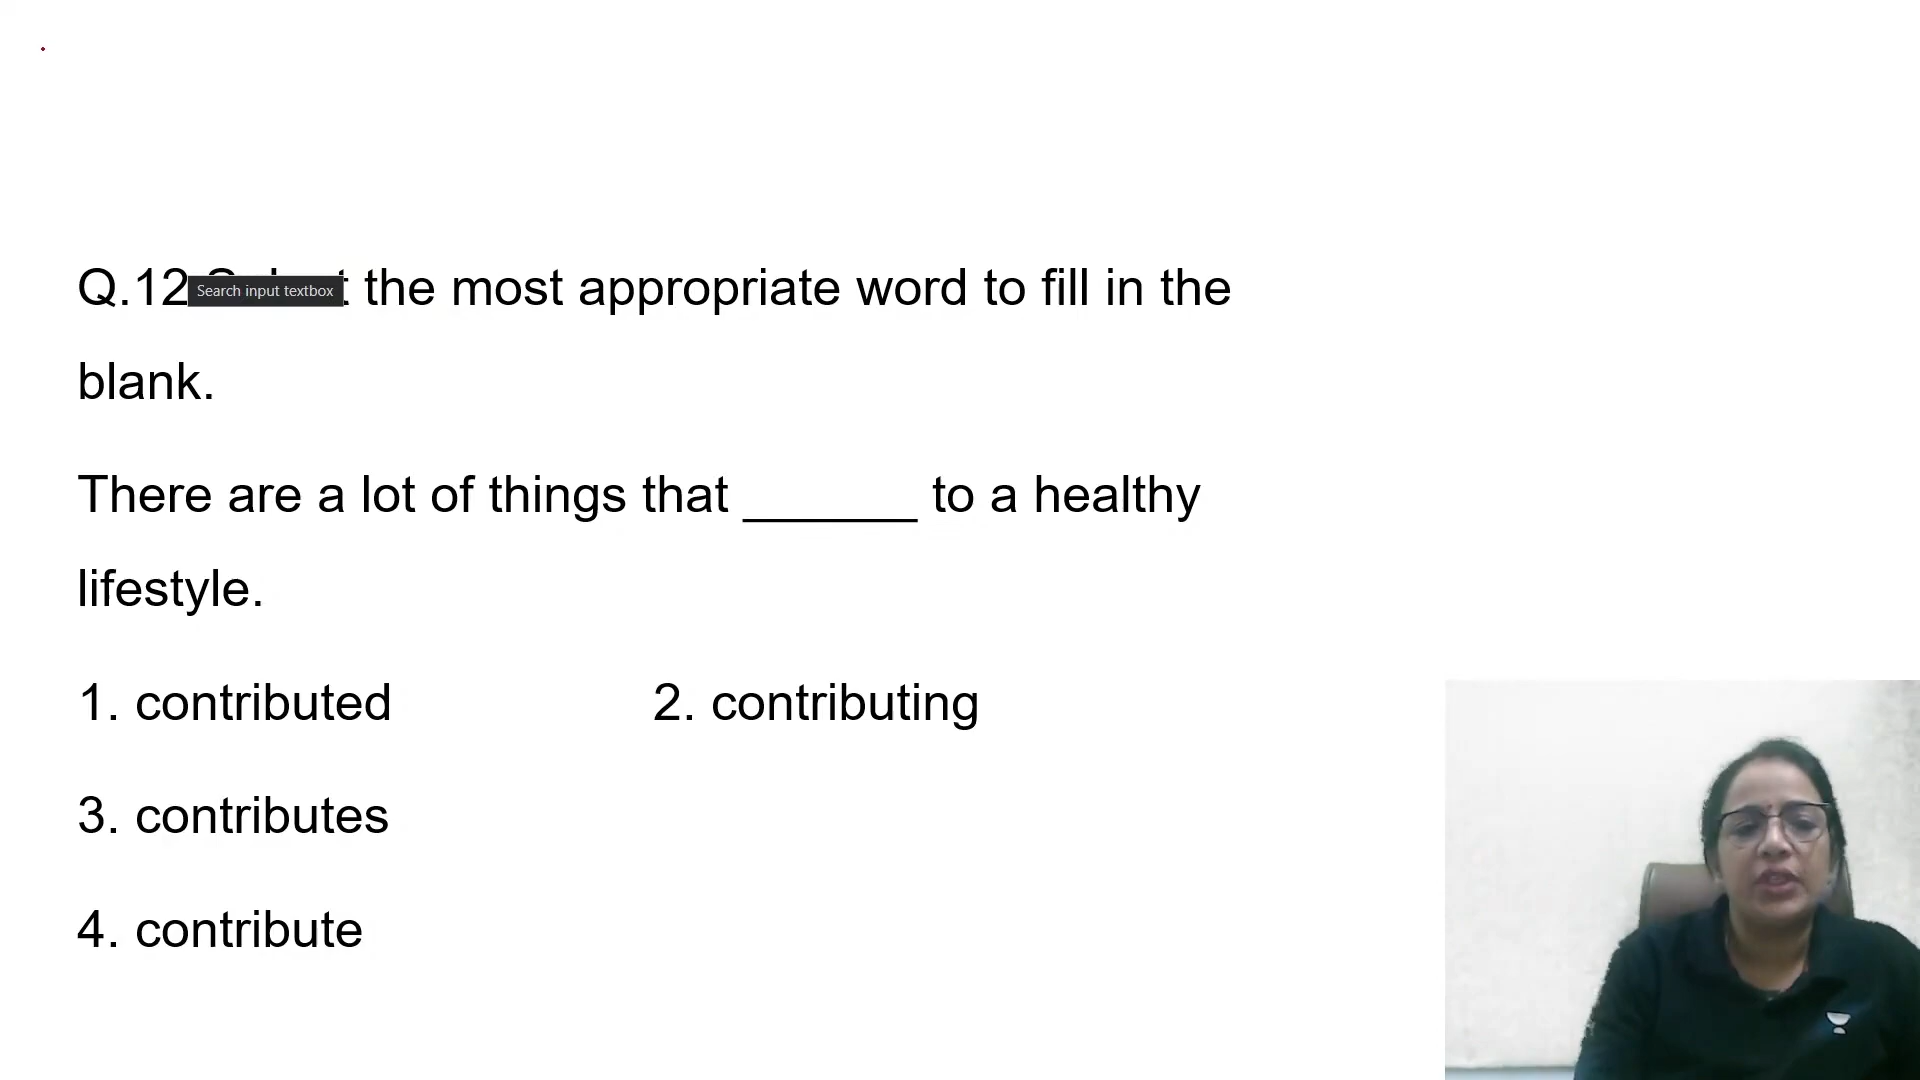 Q.12 the most appropriate word to fill in the
Search input textbox
blank.
There are a lot of things that ______ to a healthy
lifestyle.
1. contributed 2. contributing
3. contributes
4. contribute